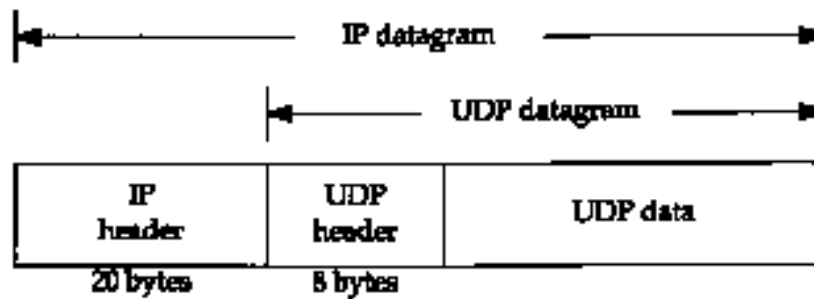 IP datagram
UDP datagram
IP header
UDP header
UDP data
20 bytes
8 bytes